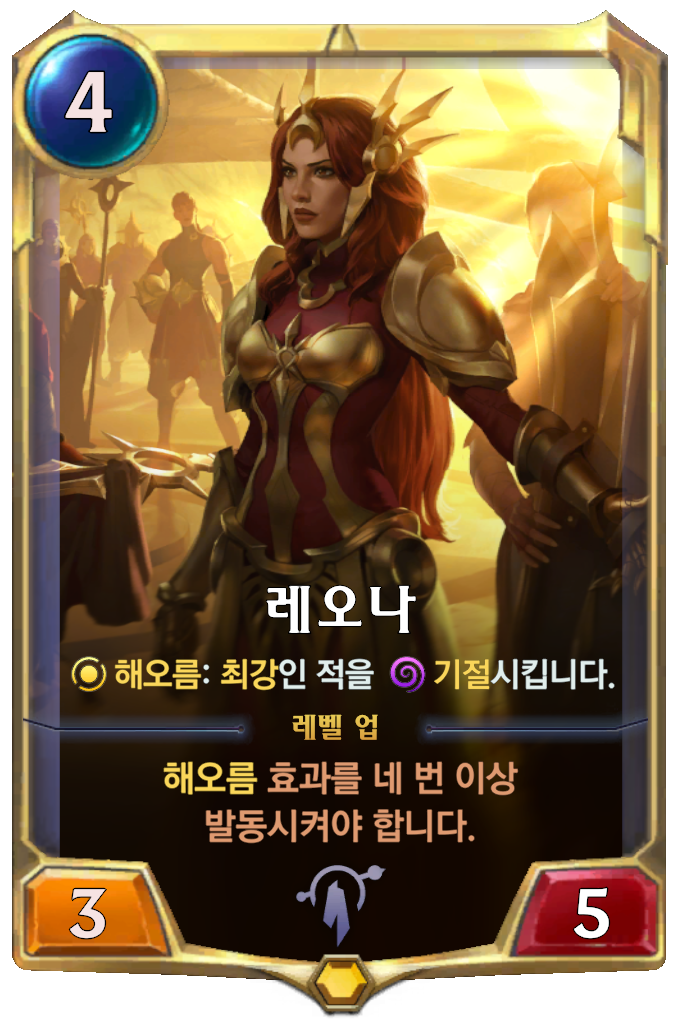 4
레오나
해오름: 최강인 적을 기절시킵니다.
레벨 업
해오름 효과를 네 번 이상
발동시켜야 합니다.
3
5